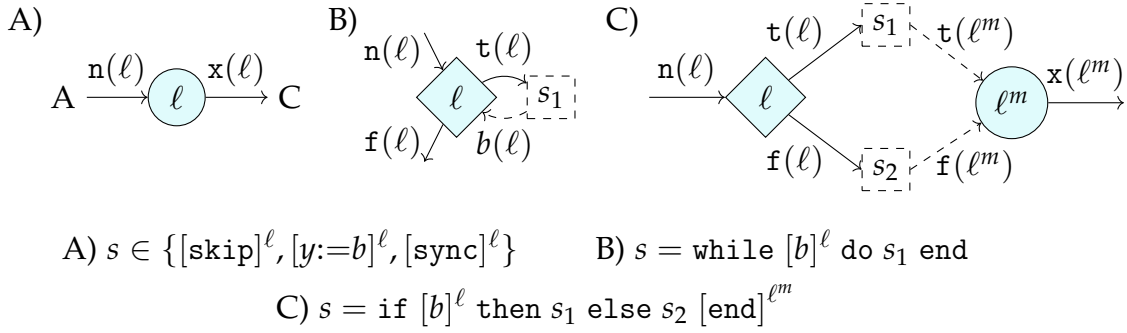 A)
n(ℓ) x(ℓ)
A ℓ C
B)
n(ℓ) t(ℓ)
ℓ s₁
f(ℓ) b(ℓ)
C)
t(ℓ) s₁ t(ℓᵐ)
n(ℓ) ℓ ℓᵐ x(ℓᵐ)
f(ℓ) s₂ f(ℓᵐ)
A) s ∈ {[skip]^ℓ, [y:=b]^ℓ, [sync]^ℓ}
B) s = while [b]^ℓ do s₁ end
C) s = if [b]^ℓ then s₁ else s₂ [end]^ℓᵐ